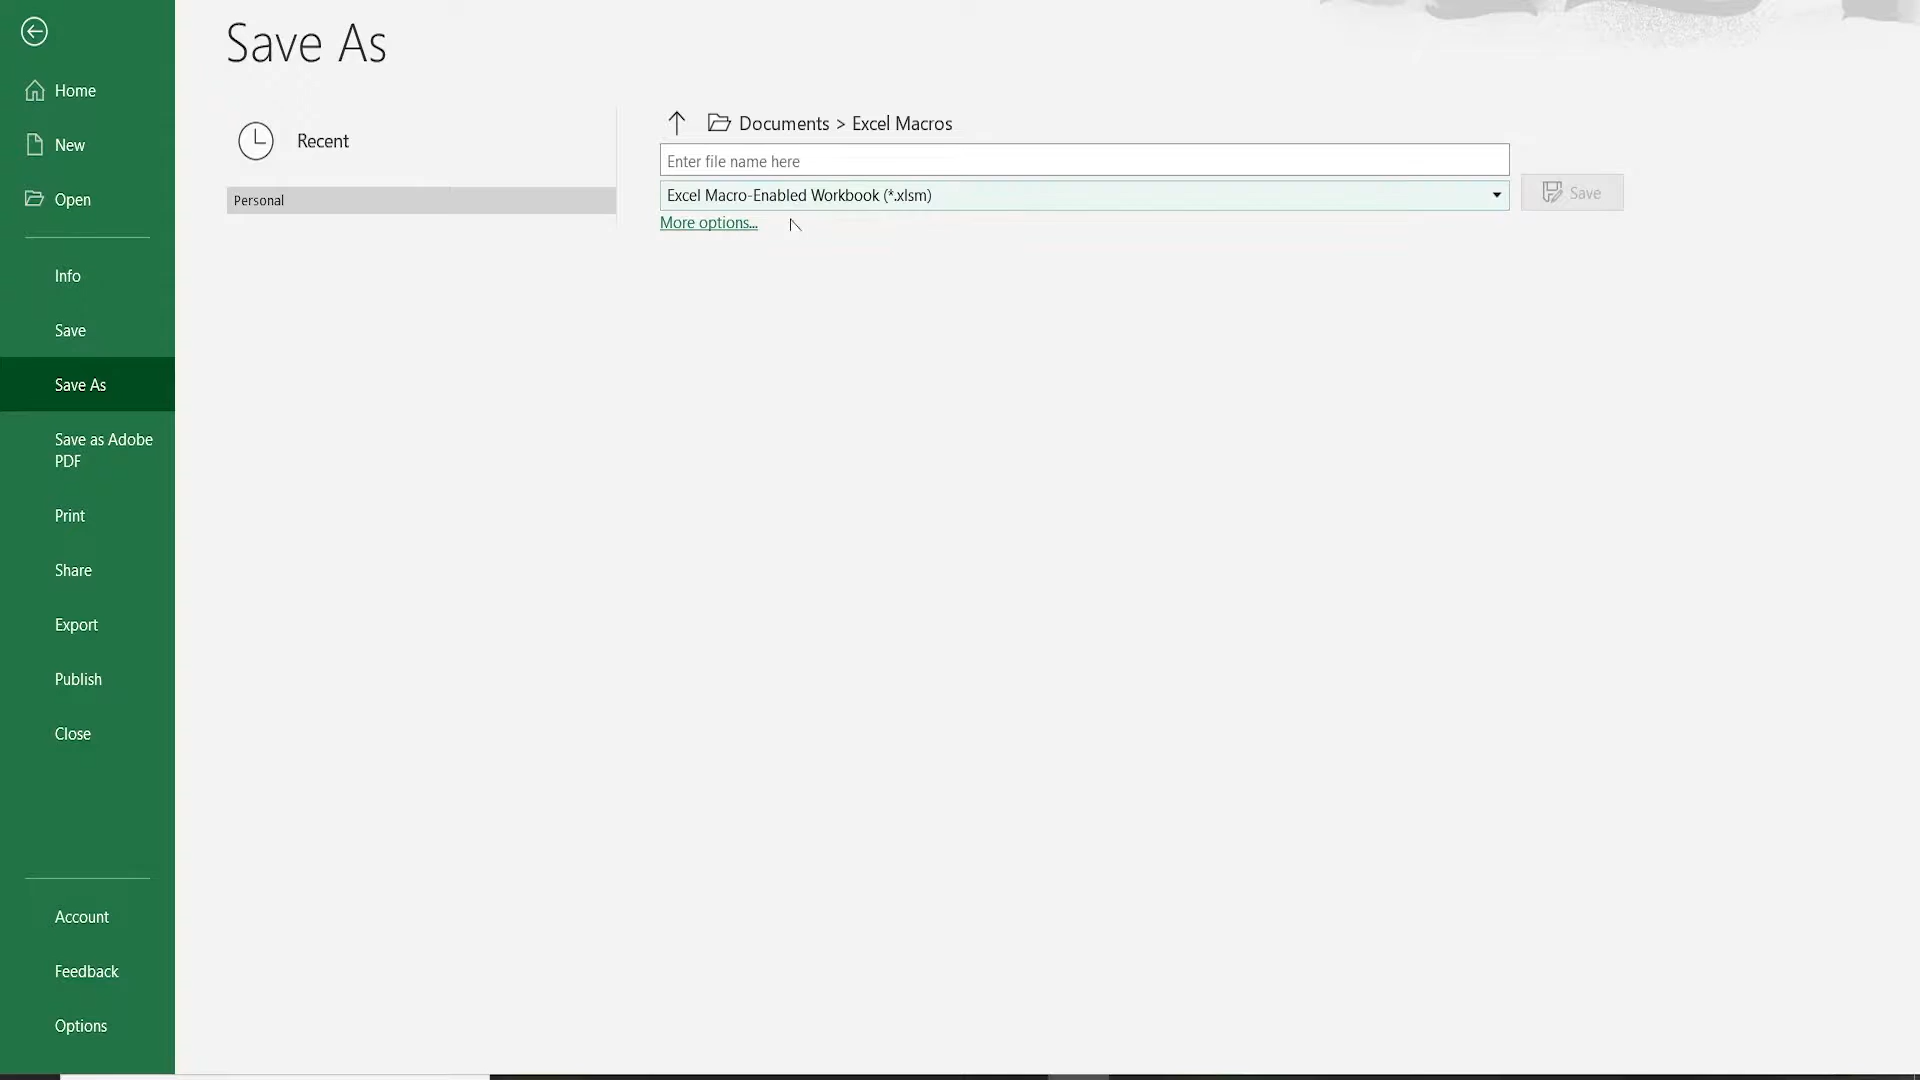 Save As
Home
New
Open
Info
Save
Save As
Save as Adobe
PDF
Print
Share
Export
Publish
Close
Account
Feedback
Options
Recent
Personal
Documents > Excel Macros
Enter file name here
Excel Macro-Enabled Workbook (*.xlsm)
Save
More options...